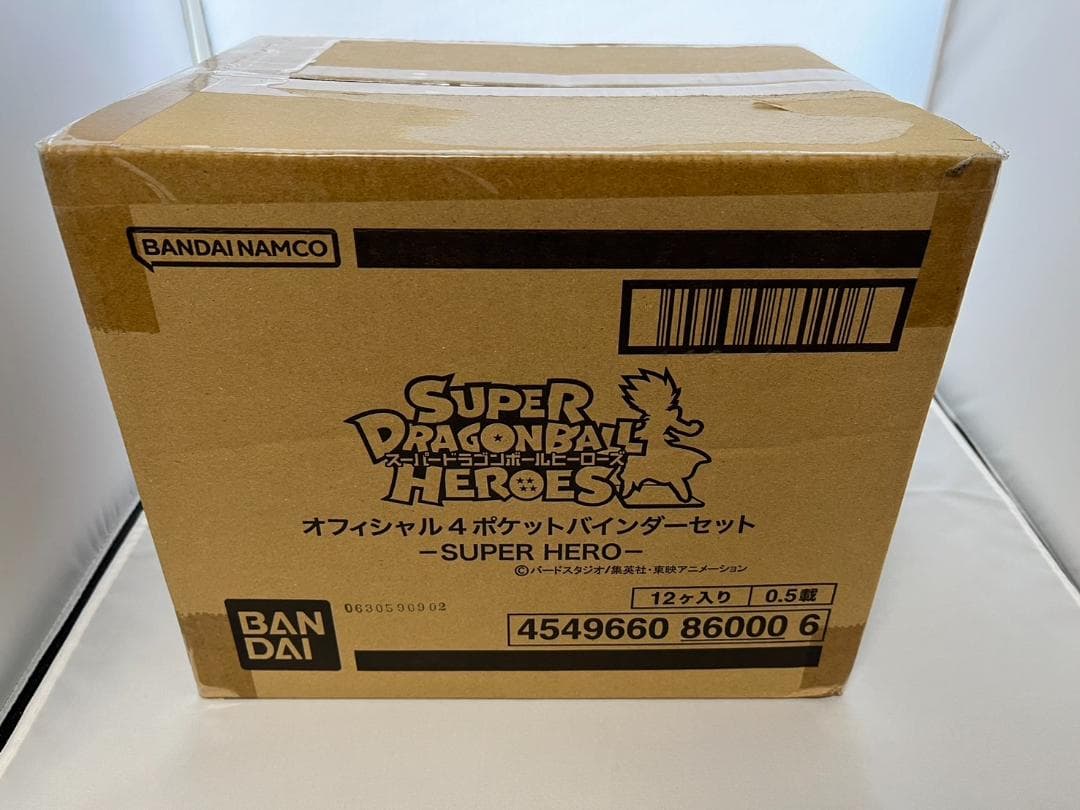 BANDAI NAMCO
SUPER
DRAGONBALL
スーパードラゴンボールヒーローズ
HEROES
オフィシャル4ポケットバインダーセット
-SUPER HERO-
©バードスタジオ/集英社・東映アニメーション
12ヶ入り 0.5載
0630590902
BAN
DAI
4549660 86000 6